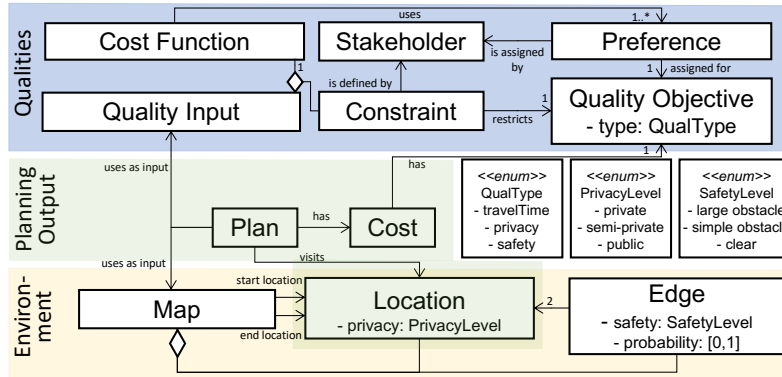 Qualities
Cost Function
uses
Stakeholder
1..*
Preference
is assigned
by
1
assigned for
1
is defined by
Quality Input
Constraint
restricts
1
Quality Objective
- type: QualType
1
uses as input
has
Planning
Output
Plan
has
Cost
<<enum>>
QualType
- travelTime
- privacy
- safety
<<enum>>
PrivacyLevel
- private
- semi-private
- public
<<enum>>
SafetyLevel
- large obstacle
- simple obstacle
- clear
uses as input
visits
Environ-
ment
Map
start location
end location
Location
- privacy: PrivacyLevel
2
Edge
- safety: SafetyLevel
- probability: [0,1]